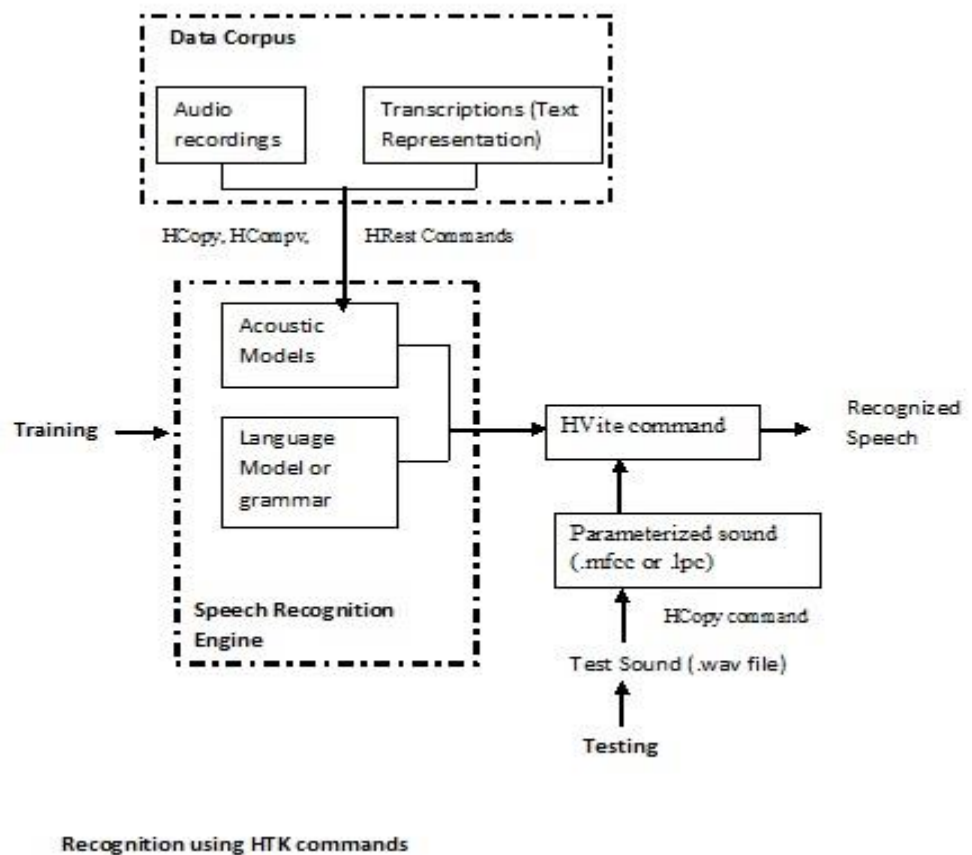 Data Corpus
Audio
recordings
Transcriptions (Text
Representation)
HCopy, HCompv,
HRest Commands
Acoustic
Models
Training
Language
Model or
grammar
HVite command
Recognized
Speech
Parameterized sound
(.mfcc or .lpc)
Speech Recognition
Engine
HCopy command
Test Sound (.wav file)
Testing
Recognition using HTK commands